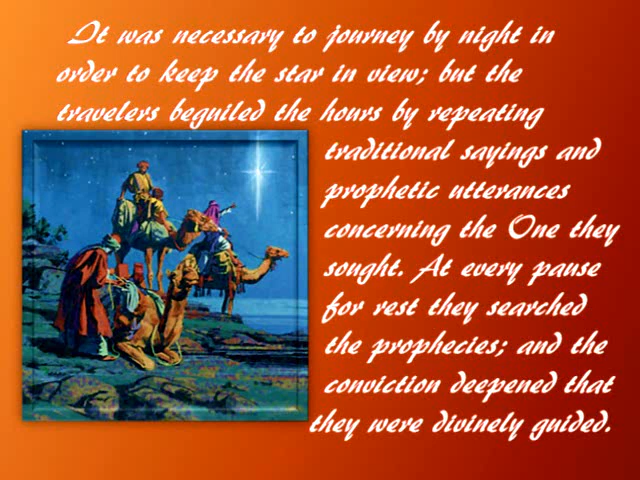 It was necessary to journey by night in
order to keep the star in view; but the
travelers beguiled the hours by repeating
traditional sayings and
prophetic utterances
concerning the One they
sought. At every pause
for rest they searched
the prophecies; and the
conviction deepened that
they were divinely guided.